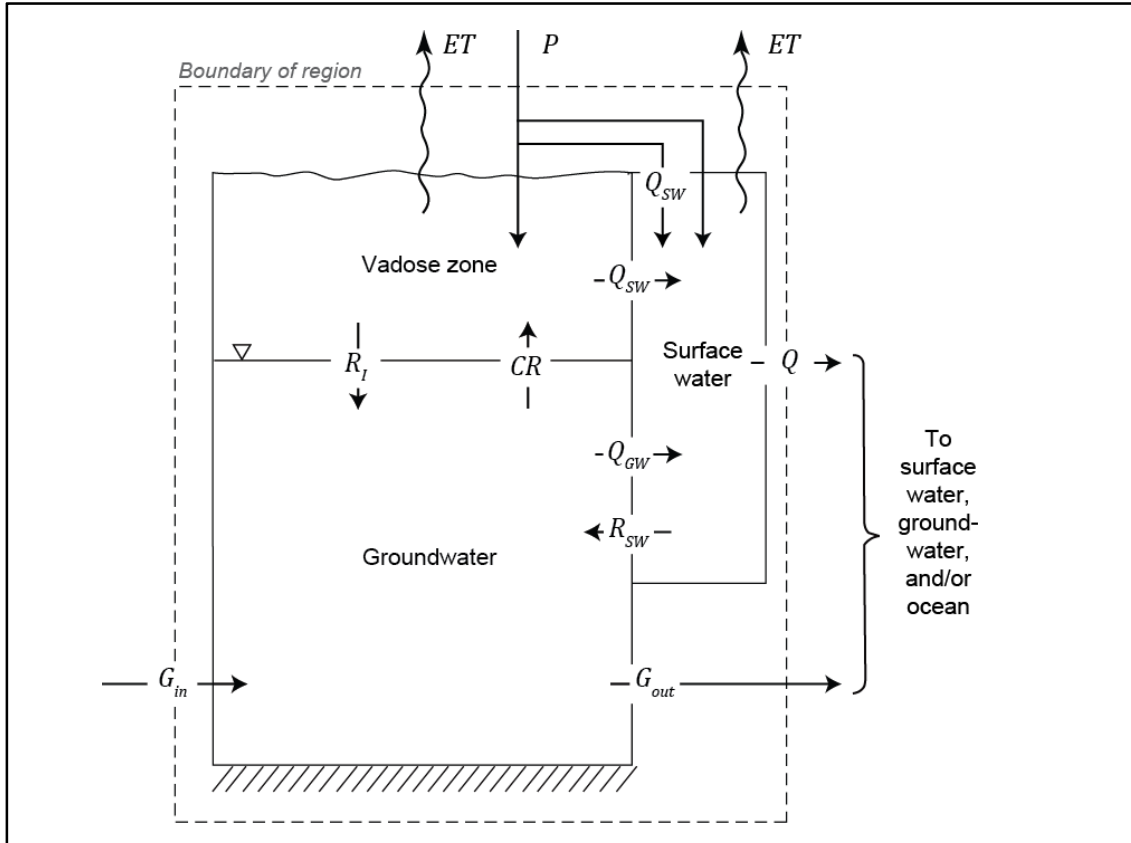 ET
P
ET
Boundary of region
Q_SW
Vadose zone
Q_SW
R_I
CR
Surface
water
Q
Q_GW
To
surface
water,
ground-
water,
and/or
ocean
R_SW
Groundwater
G_in
G_out